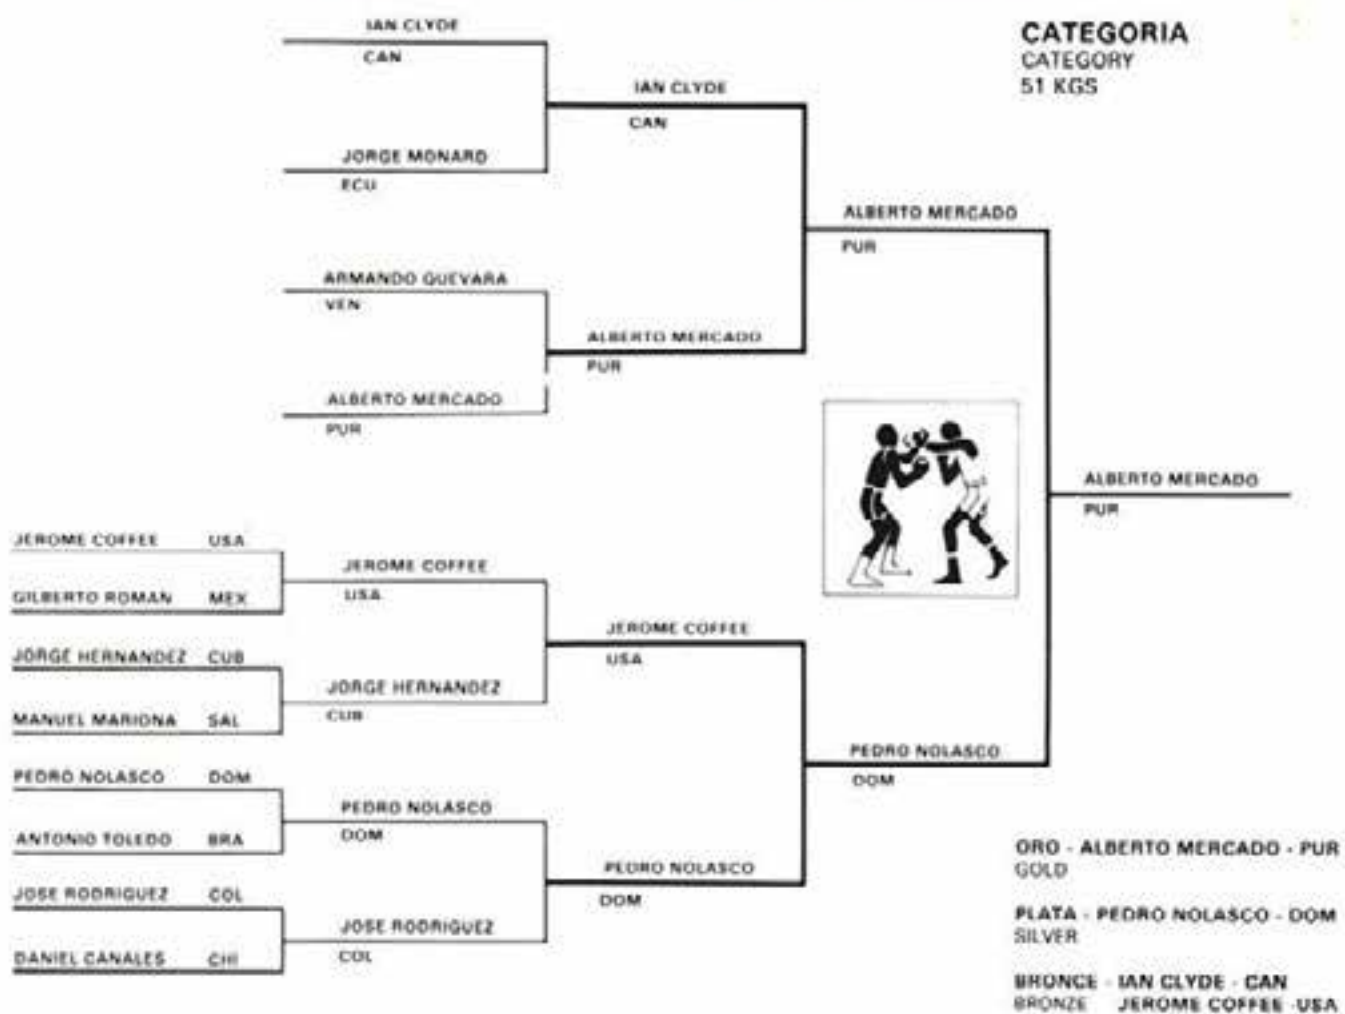 CATEGORIA
CATEGORY
51 KGS
IAN CLYDE
CAN
JORGE MONARD
ECU
ARMANDO GUEVARA
VEN
ALBERTO MERCADO
PUR
IAN CLYDE
CAN
ALBERTO MERCADO
PUR
ALBERTO MERCADO
PUR
JEROME COFFEE USA
GILBERTO ROMAN MEX
JORGE HERNANDEZ CUB
MANUEL MARIONA SAL
PEDRO NOLASCO DOM
ANTONIO TOLEDO BRA
JOSE RODRIGUEZ COL
DANIEL CANALES CHI
JEROME COFFEE
USA
JORGE HERNANDEZ
CUB
PEDRO NOLASCO
DOM
JOSE RODRIGUEZ
COL
JEROME COFFEE
USA
PEDRO NOLASCO
DOM
PEDRO NOLASCO
DOM
ALBERTO MERCADO
PUR
ORO - ALBERTO MERCADO - PUR
GOLD
PLATA - PEDRO NOLASCO - DOM
SILVER
BRONCE - IAN CLYDE - CAN
BRONZE JEROME COFFEE - USA